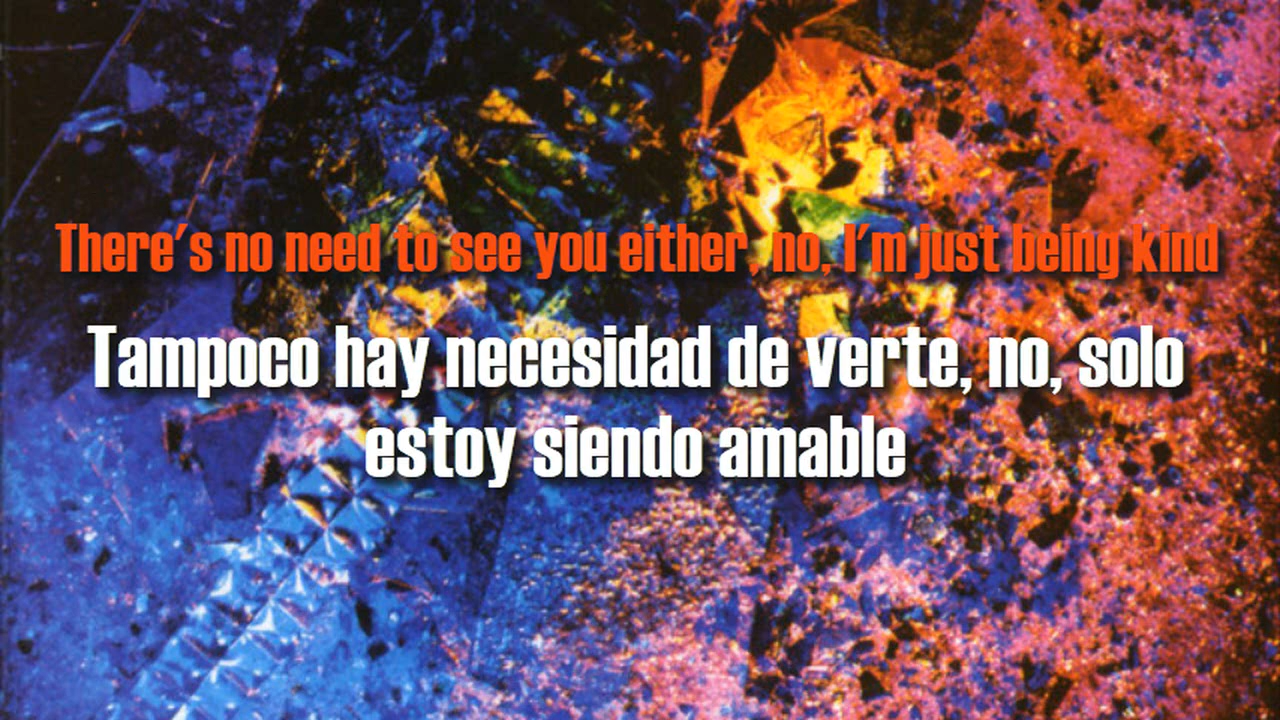 There's no need to see you either, no, I'm just being kind
Tampoco hay necesidad de verte, no, solo
estoy siendo amable